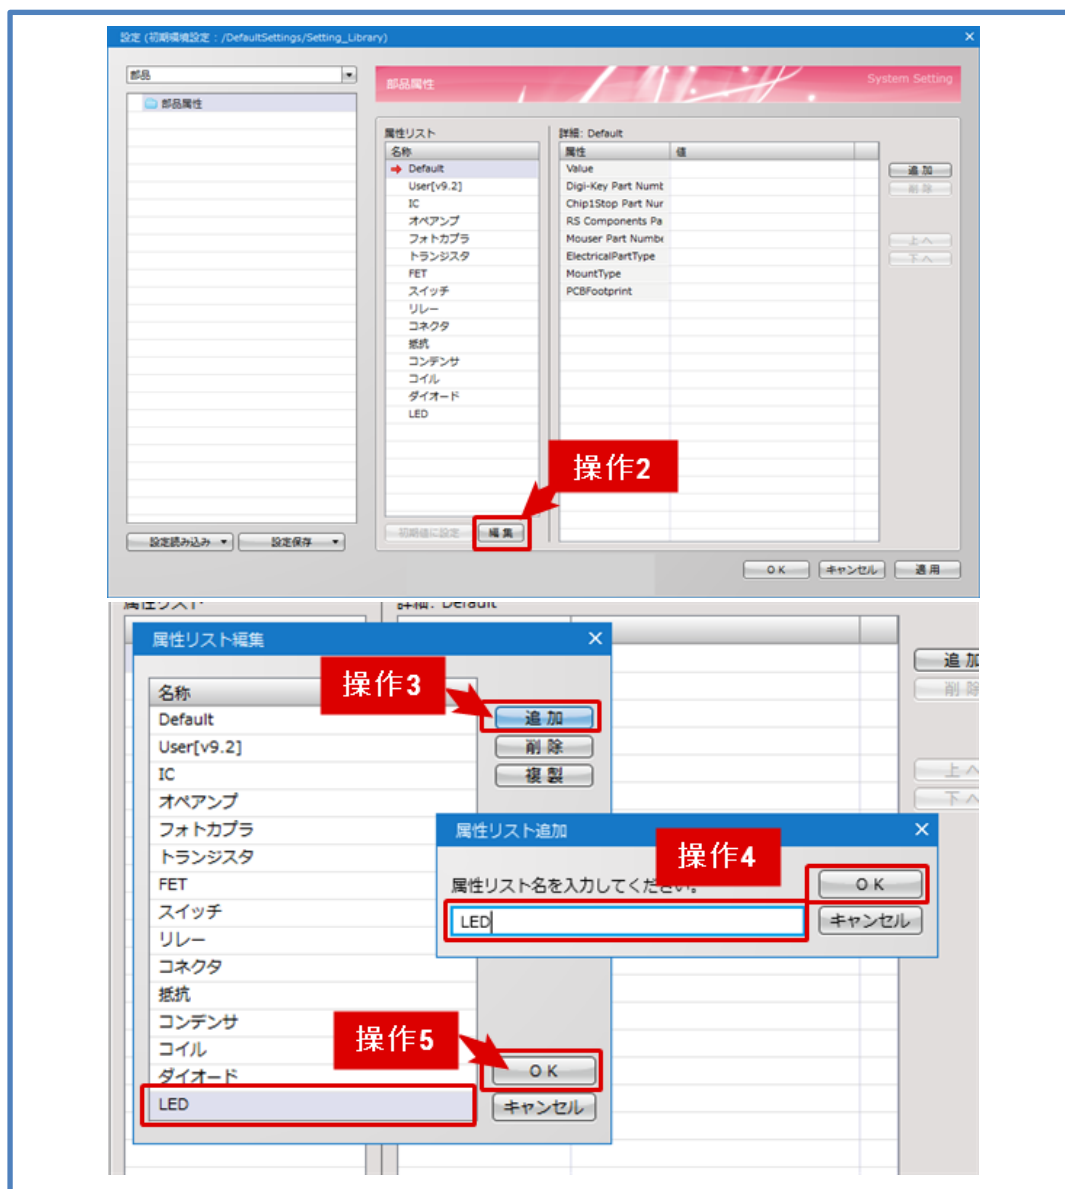 設定 (初期環境設定 : /DefaultSettings/Setting_Library)
部品
部品属性
部品属性
System Setting
属性リスト
名称
Default
User[v9.2]
IC
オペアンプ
フォトカプラ
トランジスタ
FET
スイッチ
リレー
コネクタ
抵抗
コンデンサ
コイル
ダイオード
LED
詳細: Default
属性 値
Value
Digi-Key Part Numb
Chip1Stop Part Nur
RS Components Pa
Mouser Part Numbe
ElectricalPartType
MountType
PCBFootprint
追加
削除
上へ
下へ
操作2
初期値に設定
編集
設定読み込み
設定保存
OK
キャンセル
適用
属性リスト
詳細: Default
追加
削除
上へ
下へ
属性リスト編集
操作3
名称
Default
User[v9.2]
IC
オペアンプ
フォトカプラ
トランジスタ
FET
スイッチ
リレー
コネクタ
抵抗
コンデンサ
コイル
ダイオード
LED
追加
削除
複製
属性リスト追加
操作4
属性リスト名を入力してください。
LED
OK
キャンセル
操作5
OK
キャンセル